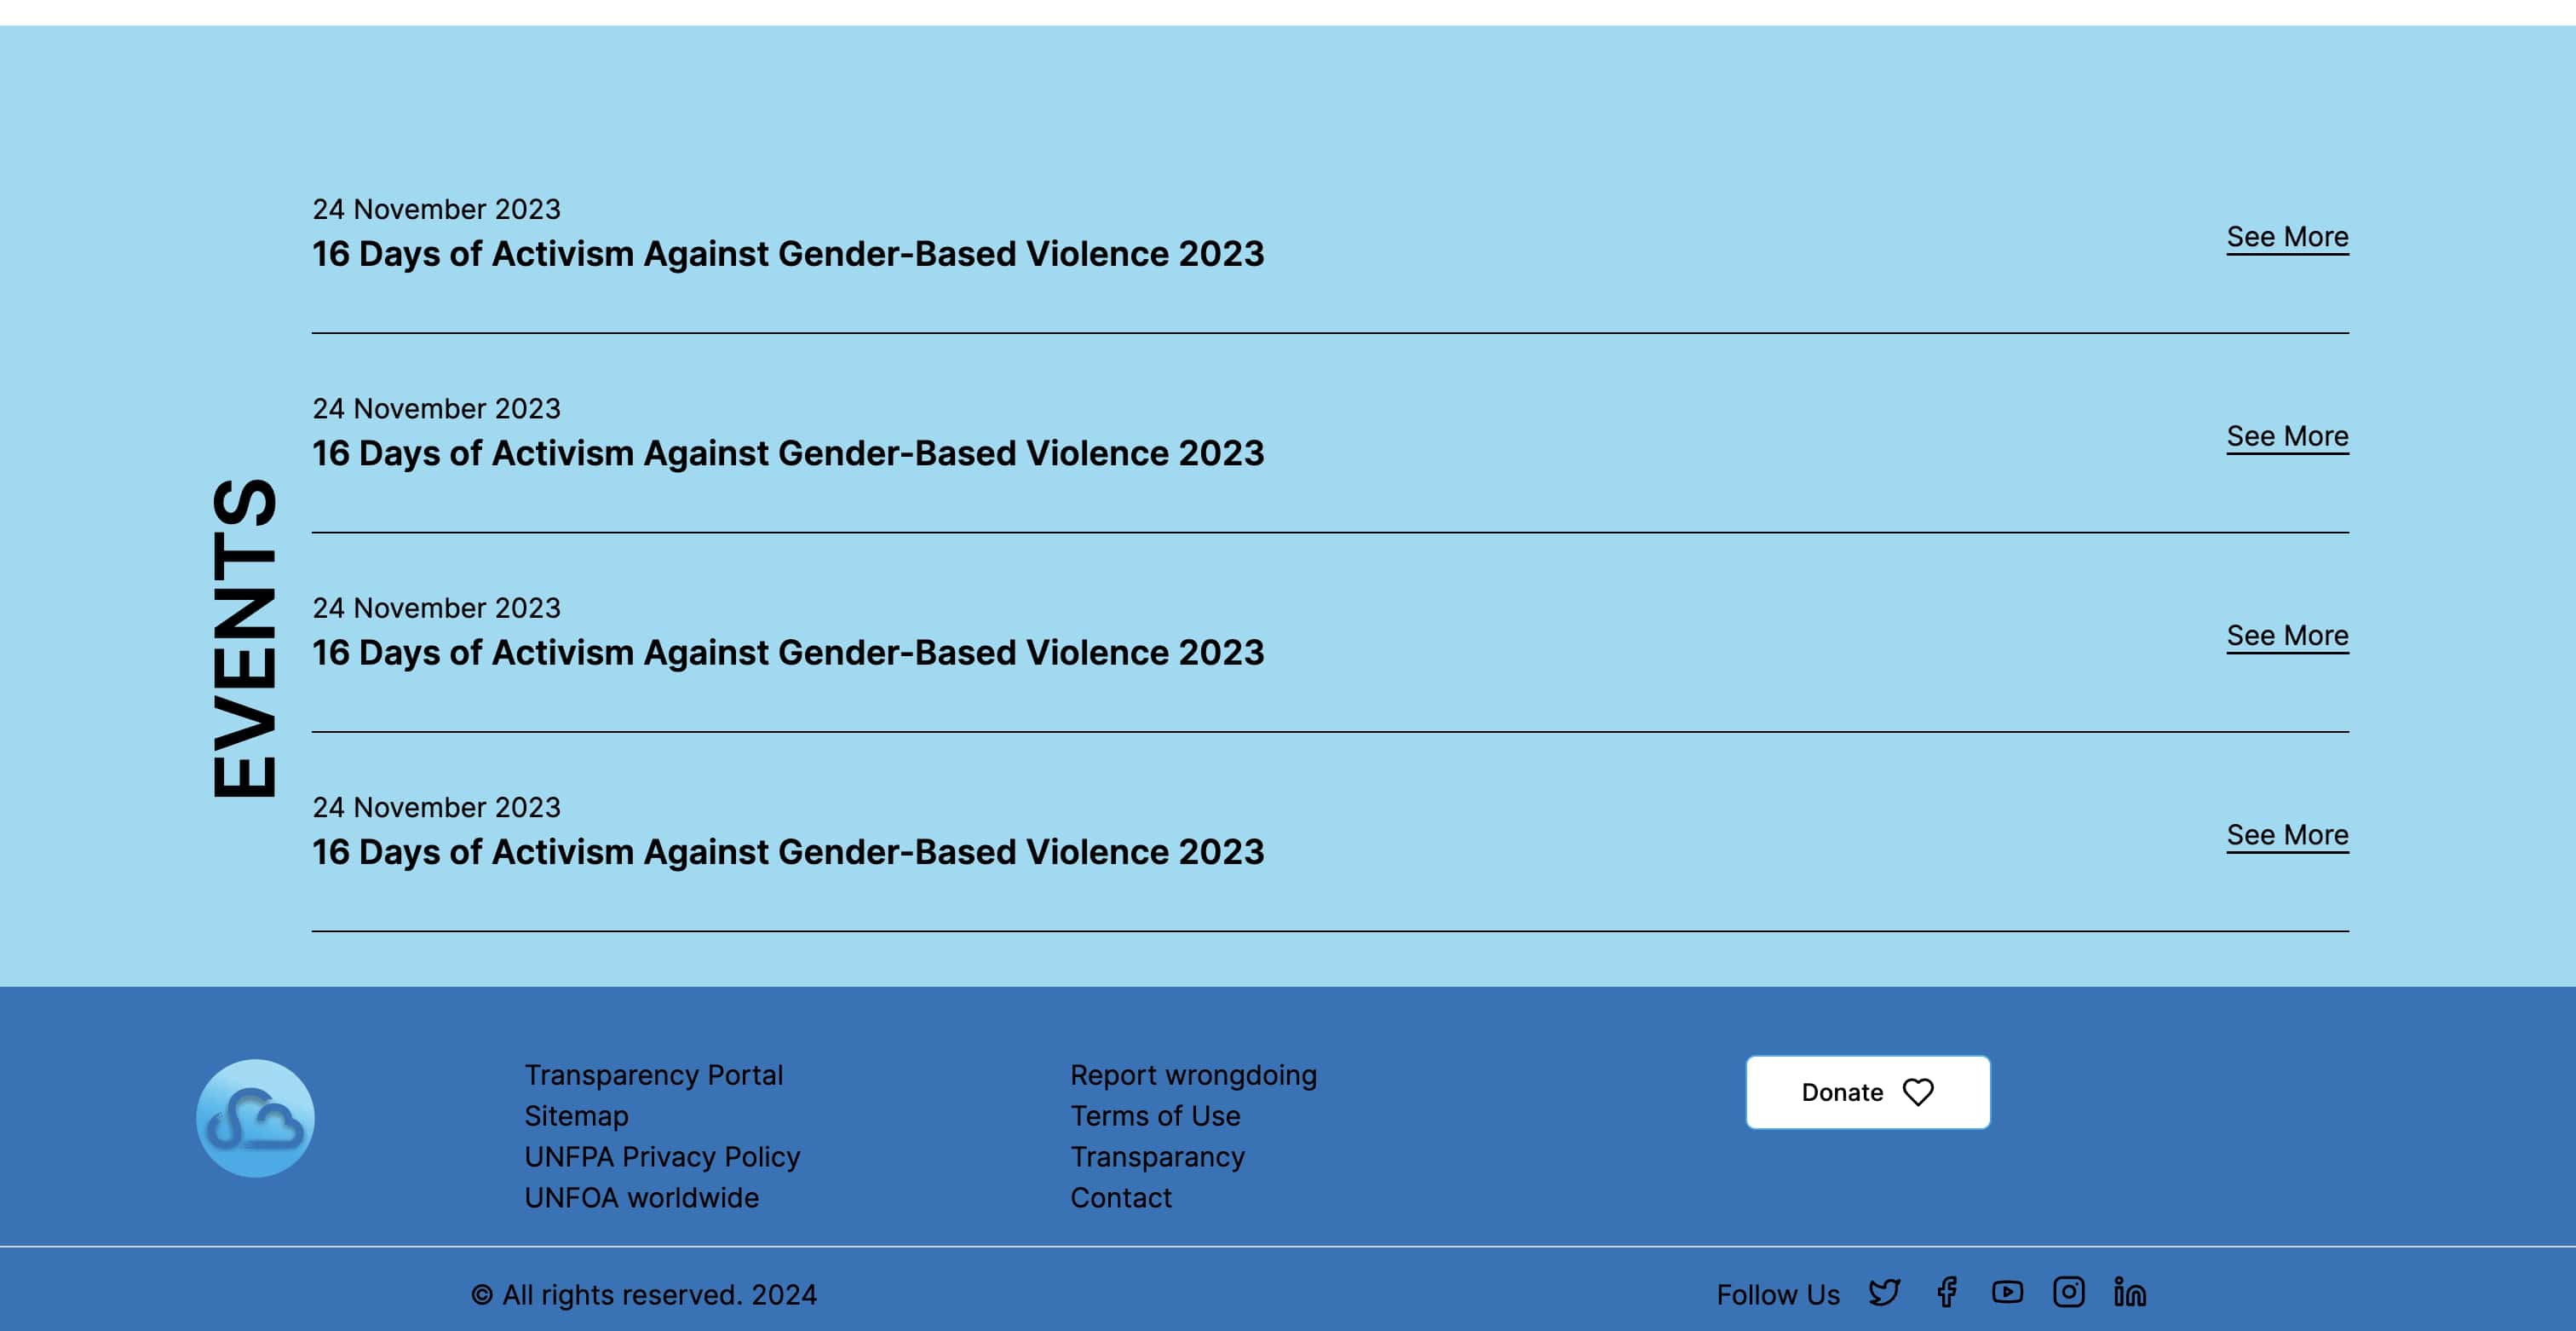 24 November 2023
16 Days of Activism Against Gender-Based Violence 2023
See More
24 November 2023
16 Days of Activism Against Gender-Based Violence 2023
See More
EVENTS
24 November 2023
16 Days of Activism Against Gender-Based Violence 2023
See More
24 November 2023
16 Days of Activism Against Gender-Based Violence 2023
See More
Transparency Portal
Sitemap
UNFPA Privacy Policy
UNFOA worldwide
Report wrongdoing
Terms of Use
Transparancy
Contact
Donate
© All rights reserved. 2024
Follow Us